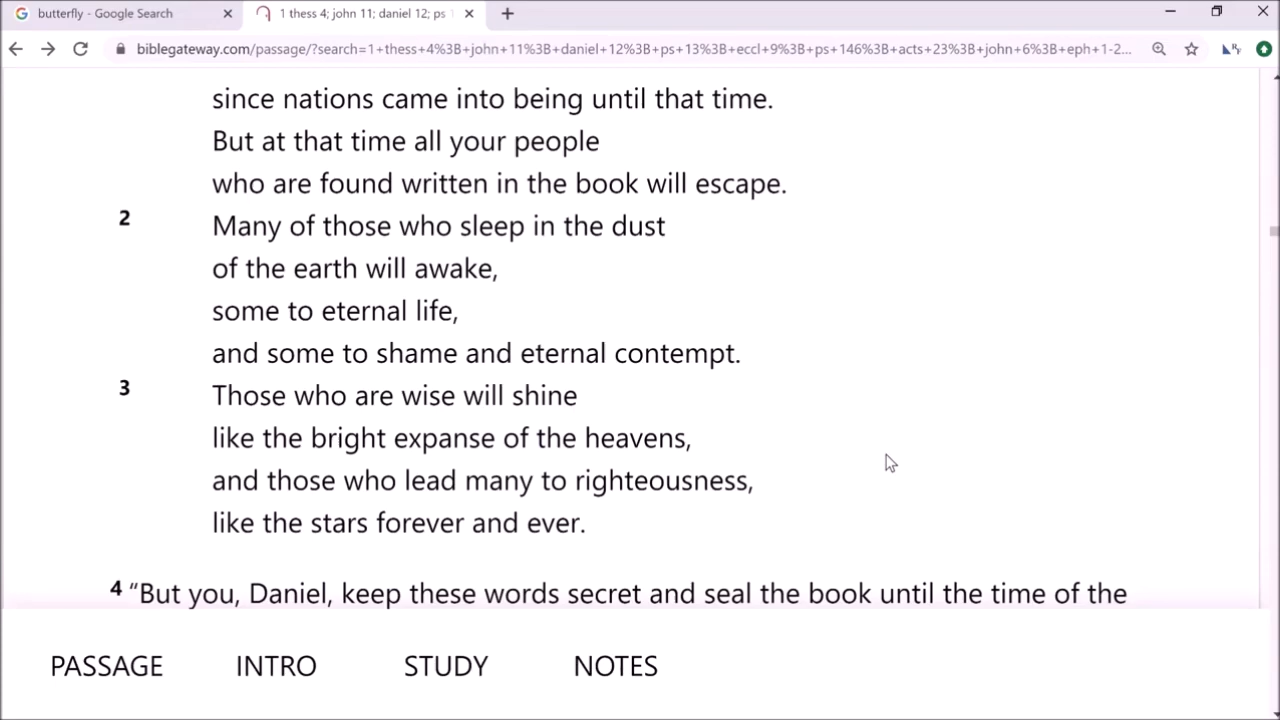 butterfly - Google Search
1 thess 4; john 11; daniel 12; ps 1
biblegateway.com/passage/?search=1+thess+4%3B+john+11%3B+daniel+12%3B+ps+13%3B+eccl+9%3B+ps+146%3B+acts+23%3B+john+6%3B+eph+1-2...
since nations came into being until that time.
But at that time all your people
who are found written in the book will escape.
2 Many of those who sleep in the dust
of the earth will awake,
some to eternal life,
and some to shame and eternal contempt.
3 Those who are wise will shine
like the bright expanse of the heavens,
and those who lead many to righteousness,
like the stars forever and ever.
4 “But you, Daniel, keep these words secret and seal the book until the time of the
PASSAGE INTRO STUDY NOTES